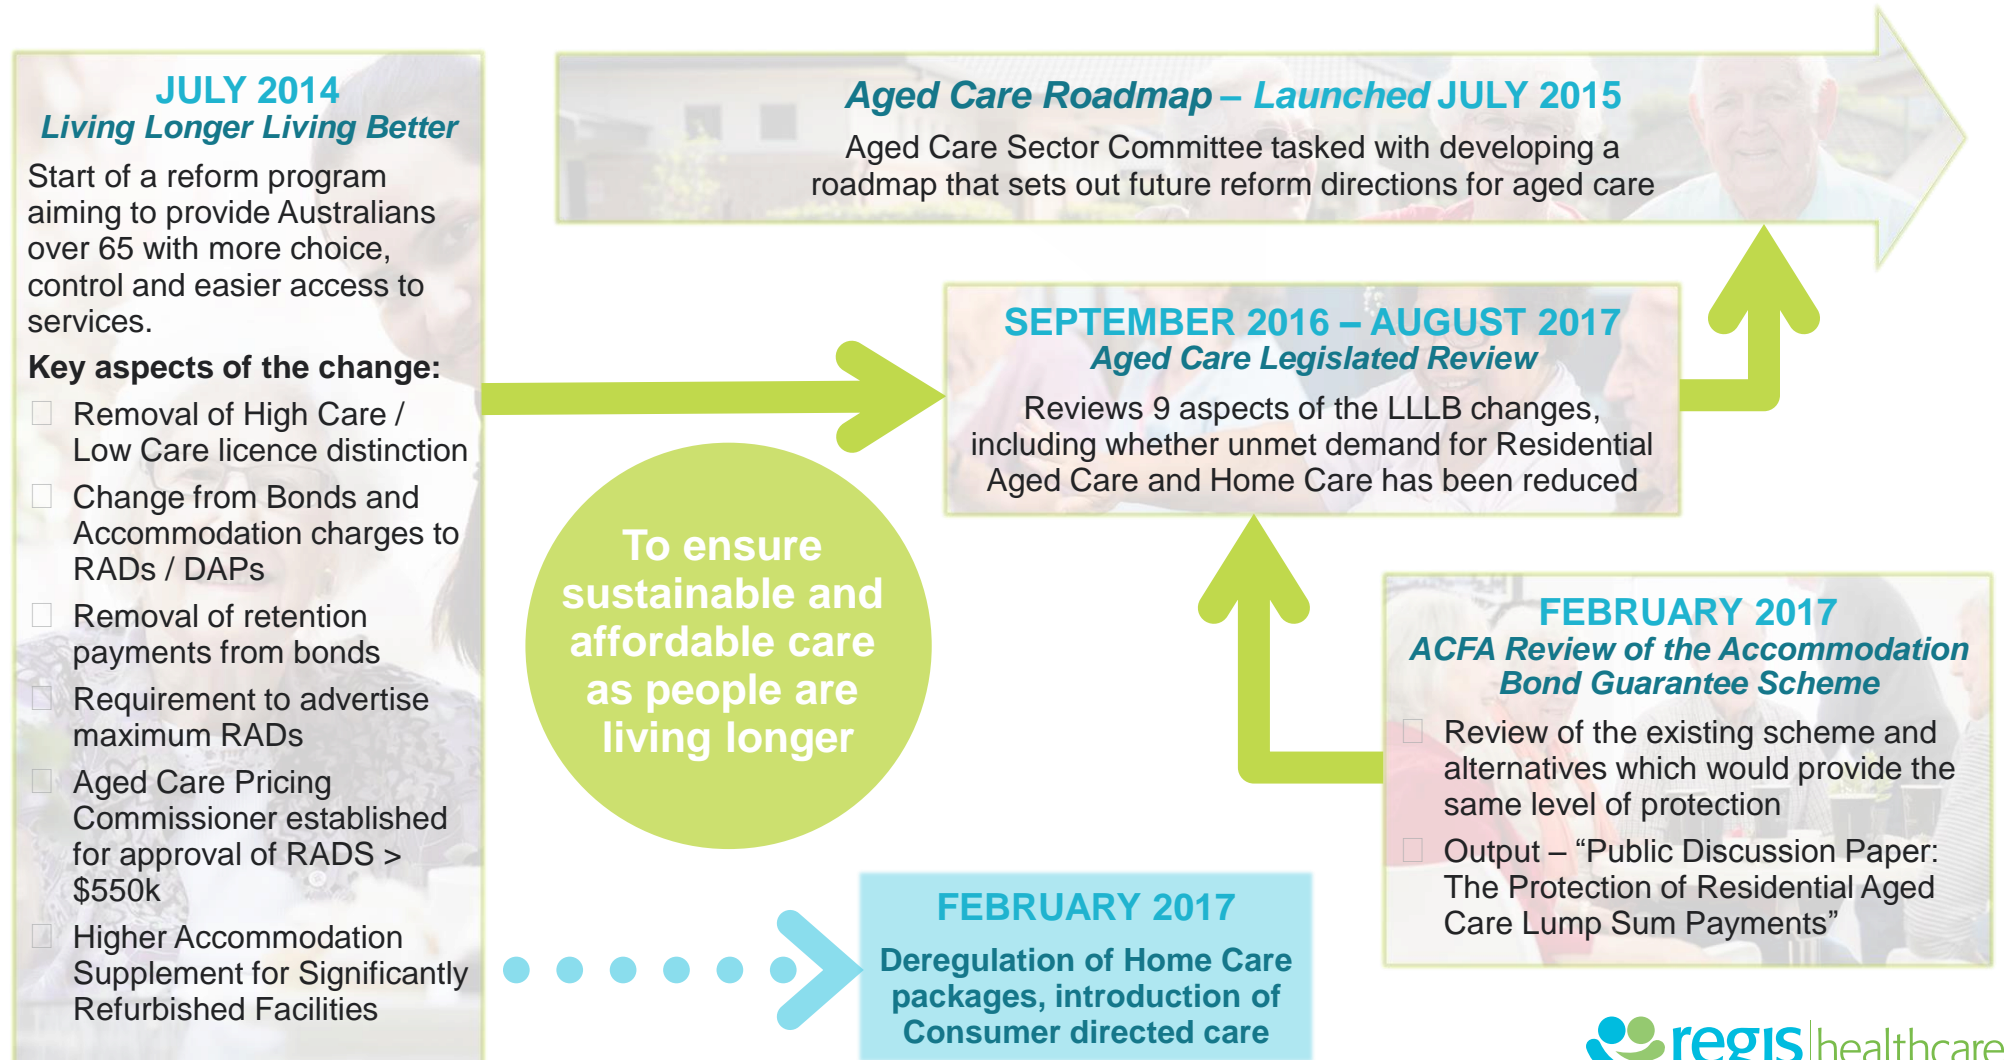 JULY 2014
Living Longer Living Better
Start of a reform program
aiming to provide Australians
over 65 with more choice,
control and easier access to
services.
Key aspects of the change:
Removal of High Care /
Low Care licence distinction
Change from Bonds and
Accommodation charges to
RADs / DAPs
Removal of retention
payments from bonds
Requirement to advertise
maximum RADs
Aged Care Pricing
Commissioner established
for approval of RADS >
$550k
Higher Accommodation
Supplement for Significantly
Refurbished Facilities
Aged Care Roadmap – Launched JULY 2015
Aged Care Sector Committee tasked with developing a
roadmap that sets out future reform directions for aged care
SEPTEMBER 2016 – AUGUST 2017
Aged Care Legislated Review
Reviews 9 aspects of the LLLB changes,
including whether unmet demand for Residential
Aged Care and Home Care has been reduced
To ensure
sustainable and
affordable care
as people are
living longer
FEBRUARY 2017
ACFA Review of the Accommodation
Bond Guarantee Scheme
Review of the existing scheme and
alternatives which would provide the
same level of protection
Output – “Public Discussion Paper:
The Protection of Residential Aged
Care Lump Sum Payments”
FEBRUARY 2017
Deregulation of Home Care
packages, introduction of
Consumer directed care
regis healthcare